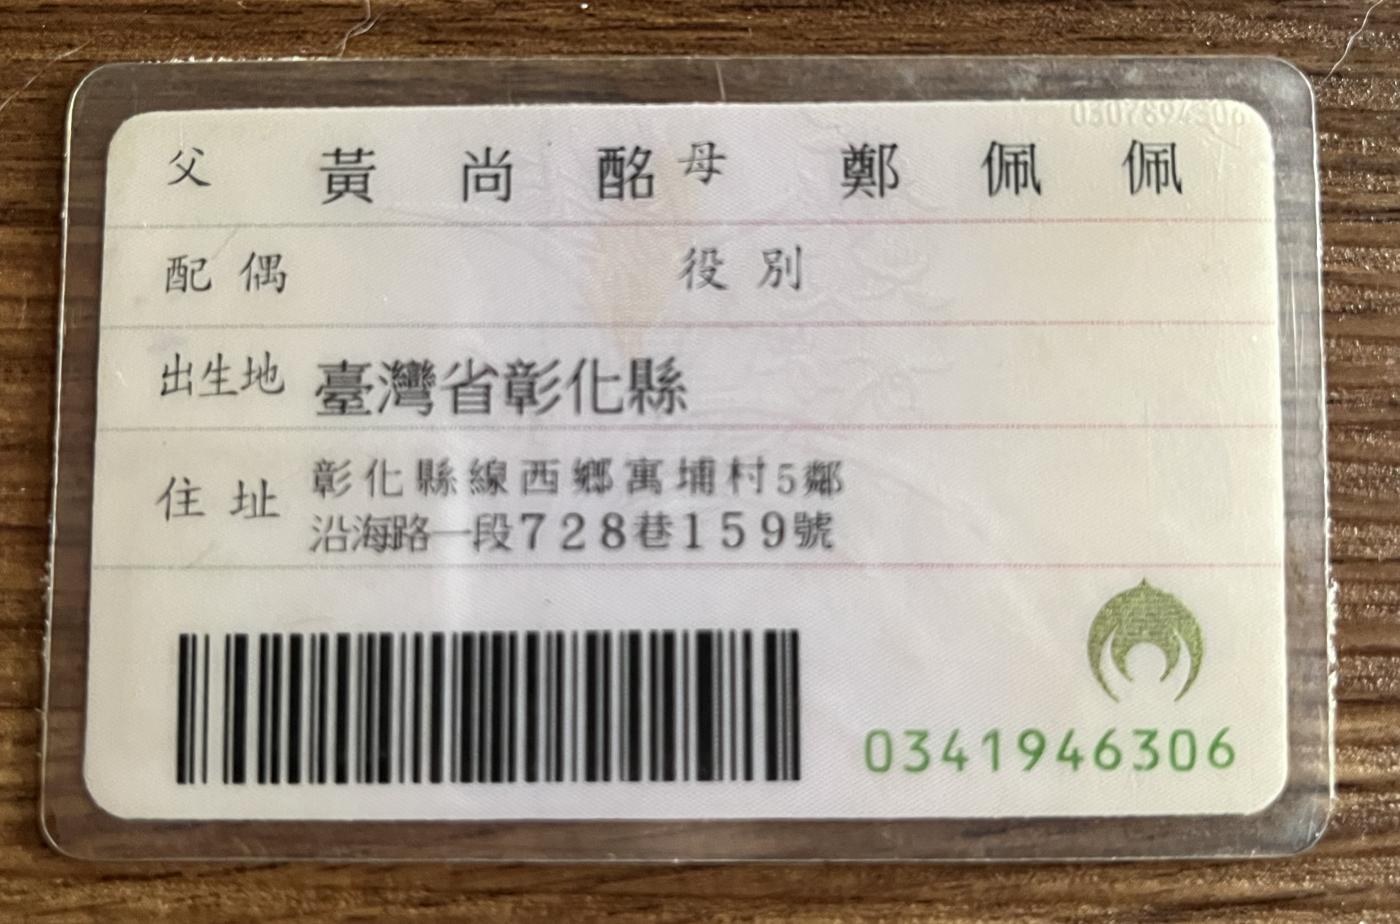 父 黃尚酩 母 鄭佩佩
配偶 役別
出生地 臺灣省彰化縣
住址 彰化縣線西鄉寓埔村5鄰
沿海路一段728巷159號
0341946306